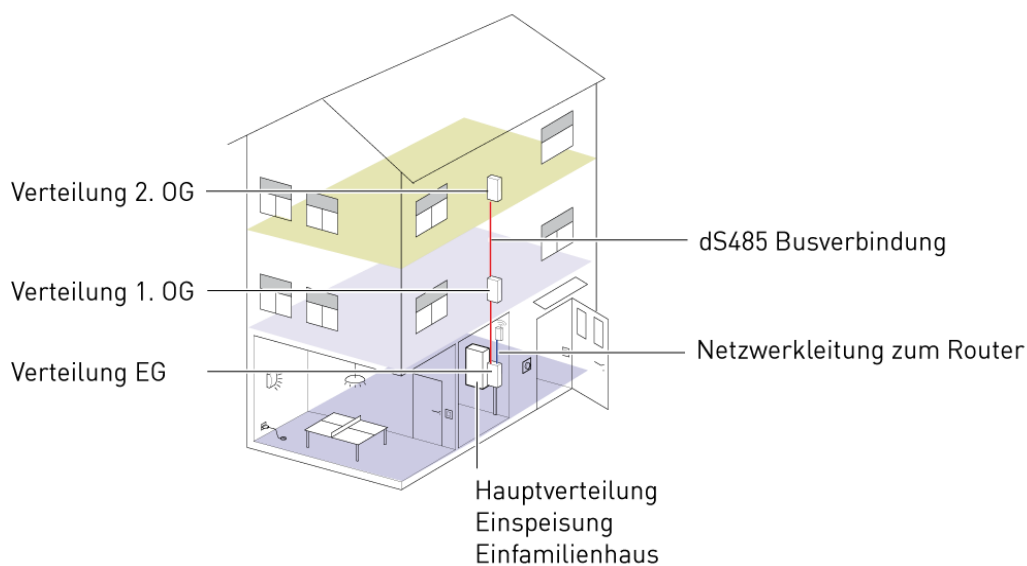 Verteilung 2. OG
dS485 Busverbindung
Verteilung 1. OG
Netzwerkleitung zum Router
Verteilung EG
Hauptverteilung
Einspeisung
Einfamilienhaus